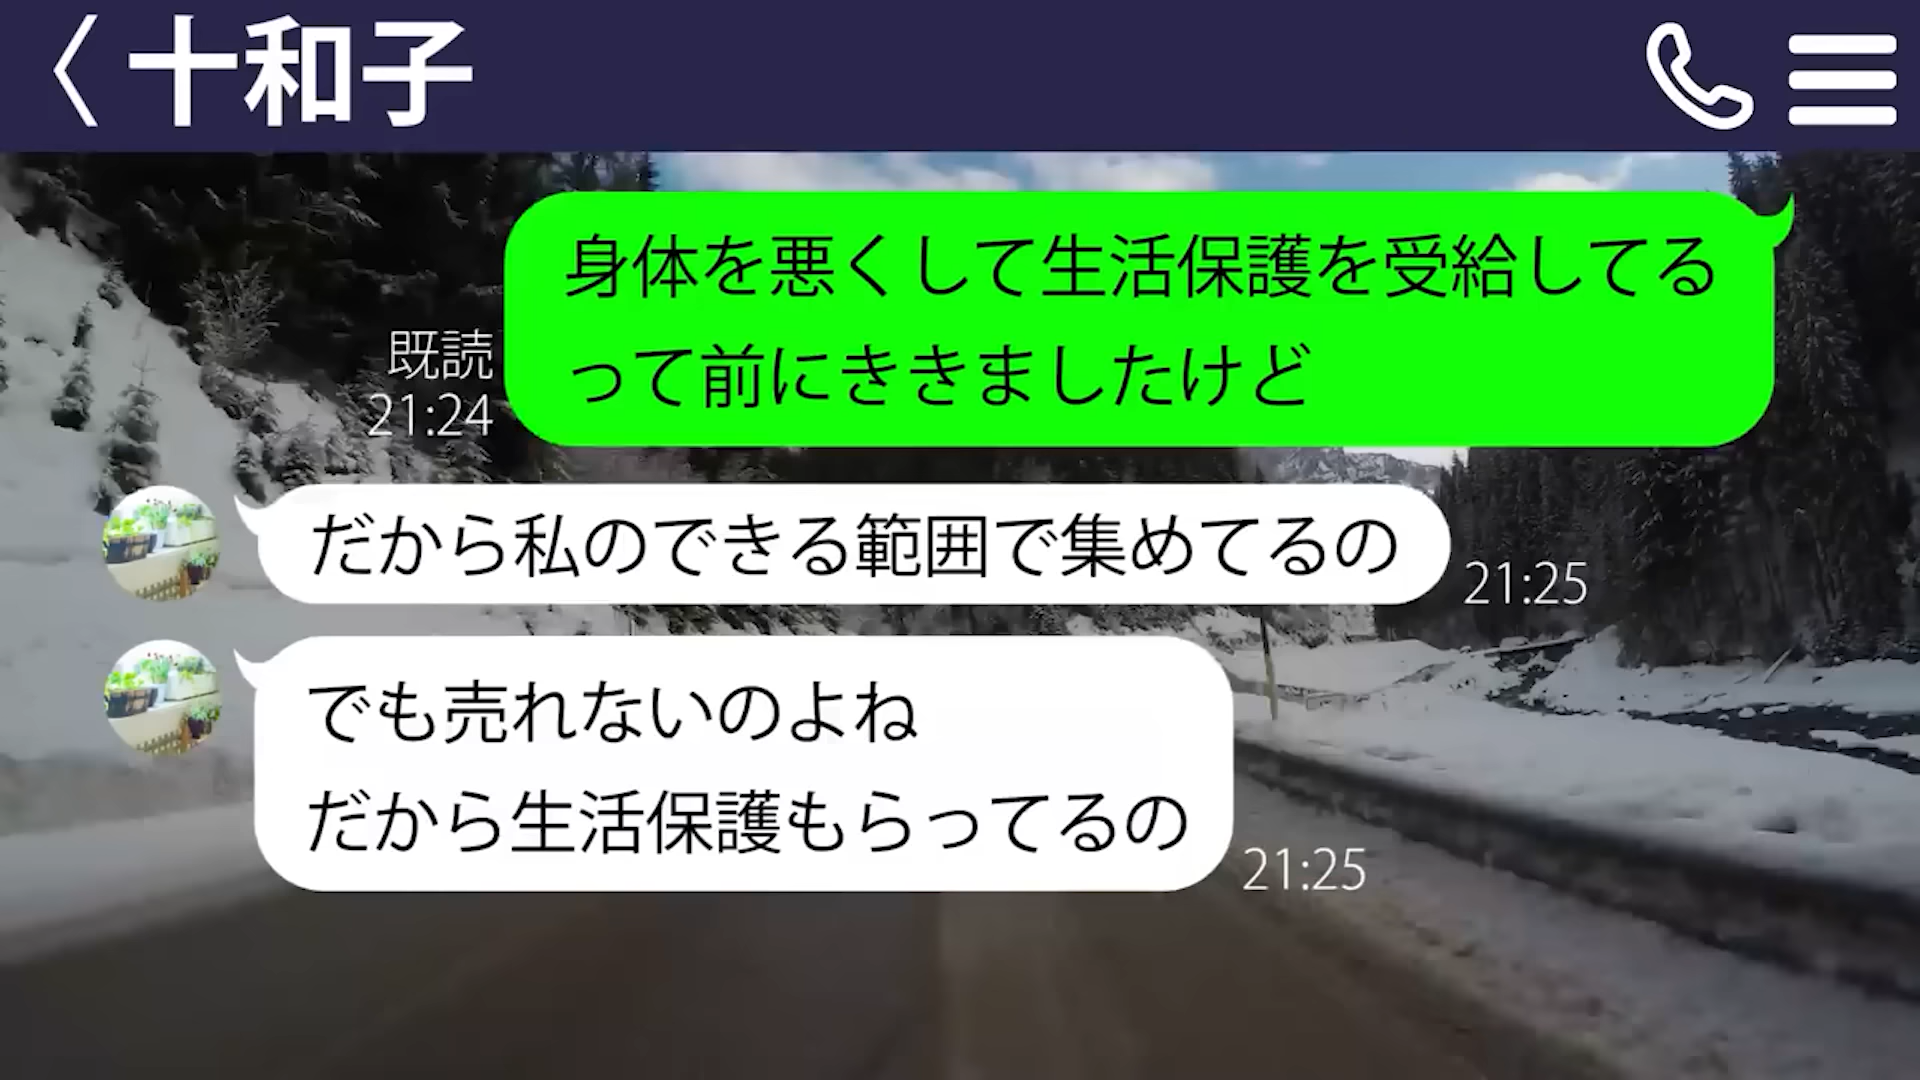 十和子
身体を悪くして生活保護を受給してる
って前にききましたけど
既読
21:24
だから私のできる範囲で集めてるの
21:25
でも売れないのよね
だから生活保護もらってるの
21:25